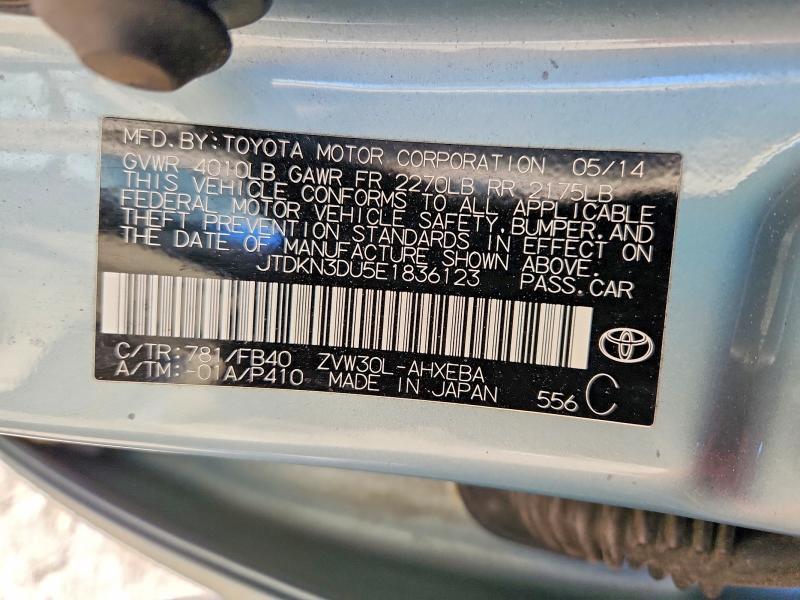 MFD.BY:TOYOTA MOTOR CORPORATION 05/14
GVWR 4010LB GAWR FR 2270LB RR 2175LB
THIS VEHICLE CONFORMS TO ALL APPLICABLE
FEDERAL MOTOR VEHICLE SAFETY,BUMPER,AND
THEFT PREVENTION STANDARDS IN EFFECT ON
THE DATE OF MANUFACTURE SHOWN ABOVE.
JTDKN3DU5E1836123 PASS.CAR
C/TR:781/FB40 ZVW30L-AHXEBA
A/TM:-01A/P410 MADE IN JAPAN 556 C